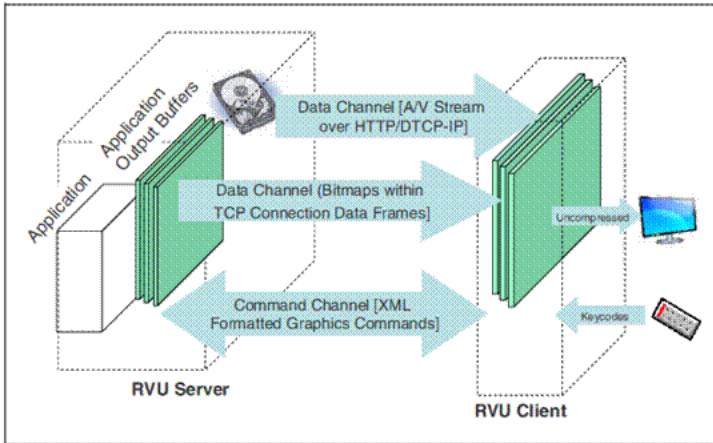 Application
Output Buffers
Application
Data Channel [A/V Stream
over HTTP/DTCP-IP]
Data Channel (Bitmaps within
TCP Connection Data Frames]
Uncompressed
Command Channel [XML
Formatted Graphics Commands]
Keycodes
RVU Server
RVU Client